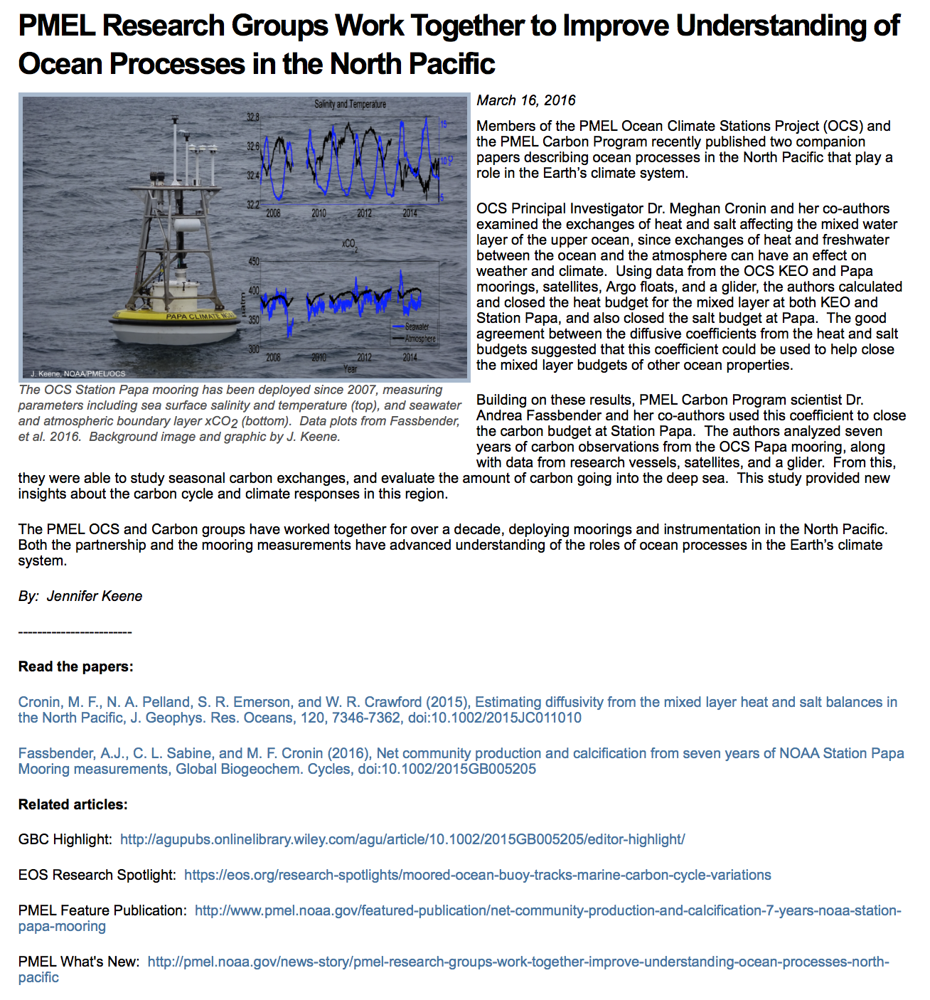 PMEL Research Groups Work Together to Improve Understanding of
Ocean Processes in the North Pacific
March 16, 2016
Members of the PMEL Ocean Climate Stations Project (OCS) and
the PMEL Carbon Program recently published two companion
papers describing ocean processes in the North Pacific that play a
role in the Earth's climate system.
OCS Principal Investigator Dr. Meghan Cronin and her co-authors
examined the exchanges of heat and salt affecting the mixed water
layer of the upper ocean, since exchanges of heat and freshwater
between the ocean and the atmosphere can have an effect on
weather and climate.  Using data from the OCS KEO and Papa
moorings, satellites, Argo floats, and a glider, the authors calculated
and closed the heat budget for the mixed layer at both KEO and
Station Papa, and also closed the salt budget at Papa.  The good
agreement between the diffusive coefficients from the heat and salt
budgets suggested that this coefficient could be used to help close
the mixed layer budgets of other ocean properties.
Salinity and Temperature
32.8
32.6
32.4
32.2
15
10
5
2008 2010 2012 2014
xCO2
450
400
350
300
µatm
Seawater
Atmosphere
2008 2010 2012 2014
Year
PAPA CLIMATE
J. Keene, NOAA/PMEL/OCS
The OCS Station Papa mooring has been deployed since 2007, measuring
parameters including sea surface salinity and temperature (top), and seawater
and atmospheric boundary layer xCO2 (bottom).  Data plots from Fassbender,
et al. 2016.  Background image and graphic by J. Keene.
Building on these results, PMEL Carbon Program scientist Dr.
Andrea Fassbender and her co-authors used this coefficient to close
the carbon budget at Station Papa.  The authors analyzed seven
years of carbon observations from the OCS Papa mooring, along
with data from research vessels, satellites, and a glider.  From this,
they were able to study seasonal carbon exchanges, and evaluate the amount of carbon going into the deep sea.  This study provided new
insights about the carbon cycle and climate responses in this region.
The PMEL OCS and Carbon groups have worked together for over a decade, deploying moorings and instrumentation in the North Pacific.
Both the partnership and the mooring measurements have advanced understanding of the roles of ocean processes in the Earth's climate
system.
By:  Jennifer Keene
------------------------
Read the papers:
Cronin, M. F., N. A. Pelland, S. R. Emerson, and W. R. Crawford (2015), Estimating diffusivity from the mixed layer heat and salt balances in
the North Pacific, J. Geophys. Res. Oceans, 120, 7346-7362, doi:10.1002/2015JC011010
Fassbender, A.J., C. L. Sabine, and M. F. Cronin (2016), Net community production and calcification from seven years of NOAA Station Papa
Mooring measurements, Global Biogeochem. Cycles, doi:10.1002/2015GB005205
Related articles:
GBC Highlight:  http://agupubs.onlinelibrary.wiley.com/agu/article/10.1002/2015GB005205/editor-highlight/
EOS Research Spotlight:  https://eos.org/research-spotlights/moored-ocean-buoy-tracks-marine-carbon-cycle-variations
PMEL Feature Publication:  http://www.pmel.noaa.gov/featured-publication/net-community-production-and-calcification-7-years-noaa-station-
papa-mooring
PMEL What's New:  http://pmel.noaa.gov/news-story/pmel-research-groups-work-together-improve-understanding-ocean-processes-north-
pacific